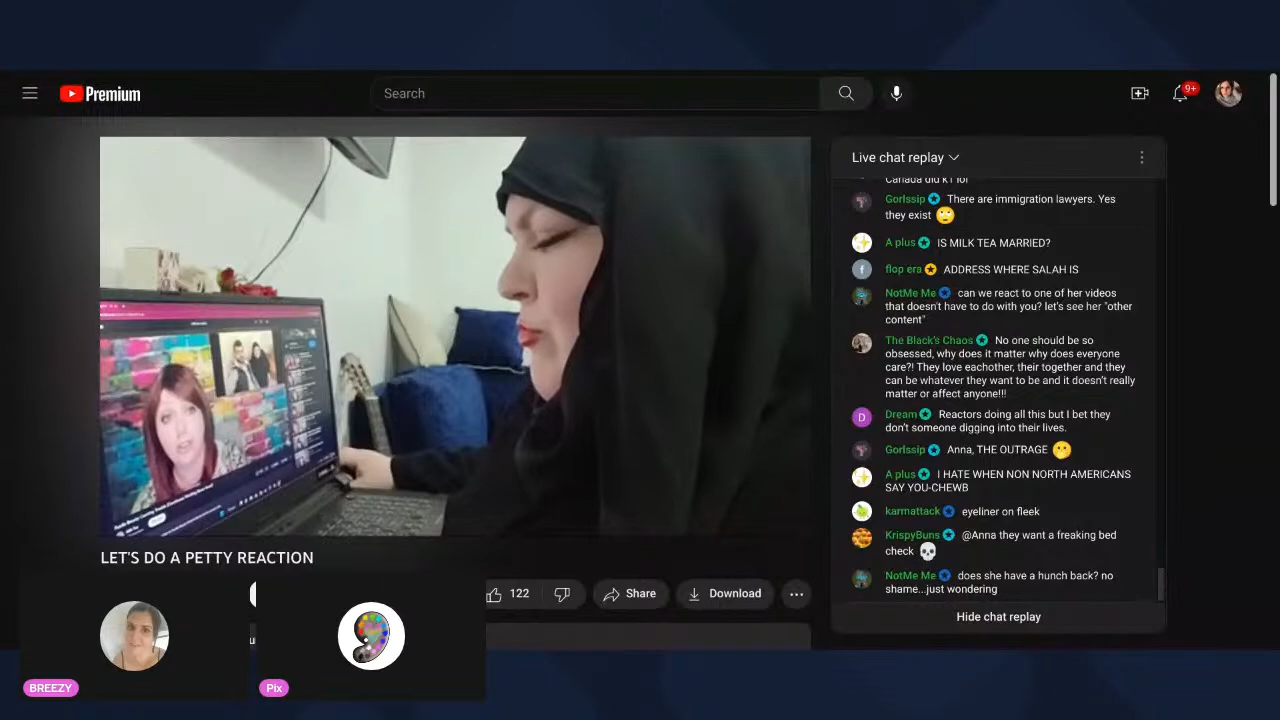 Premium
Search
9+
Live chat replay
Canada did k1 lol
Gorlssip There are immigration lawyers. Yes
they exist
A plus IS MILK TEA MARRIED?
f flop era ADDRESS WHERE SALAH IS
NotMe Me can we react to one of her videos
that doesn't have to do with you? let's see her "other
content"
The Black's Chaos No one should be so
obsessed, why does it matter why does everyone
care?! They love eachother, their together and they
can be whatever they want to be and it doesn't really
matter or affect anyone!!!
D Dream Reactors doing all this but I bet they
don't someone digging into their lives.
Gorlssip Anna, THE OUTRAGE
A plus I HATE WHEN NON NORTH AMERICANS
SAY YOU-CHEWB
karmattack eyeliner on fleek
KrispyBuns @Anna they want a freaking bed
check
NotMe Me does she have a hunch back? no
shame...just wondering
Hide chat replay
LET'S DO A PETTY REACTION
122 Share Download
BREEZY
Pix